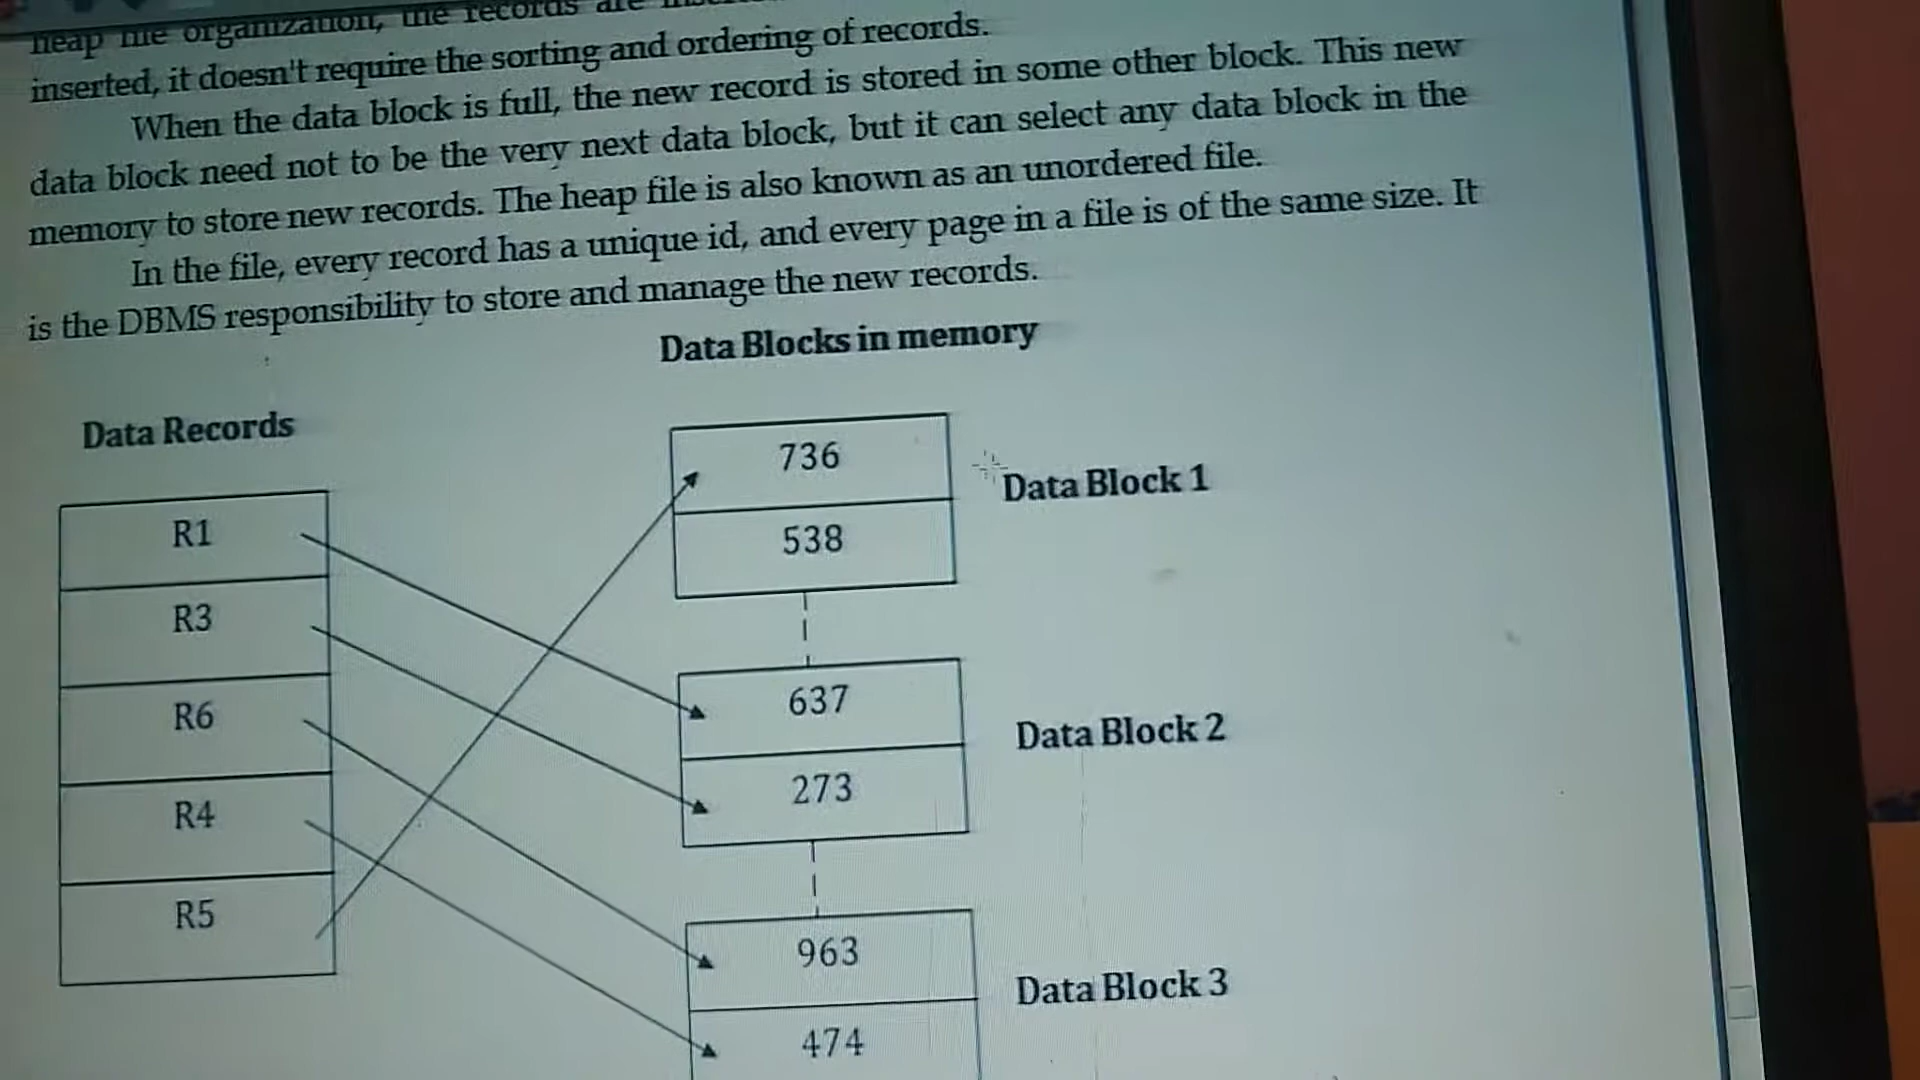 heap file organization, the records are
inserted, it doesn't require the sorting and ordering of records.
When the data block is full, the new record is stored in some other block. This new
data block need not to be the very next data block, but it can select any data block in the
memory to store new records. The heap file is also known as an unordered file.
In the file, every record has a unique id, and every page in a file is of the same size. It
is the DBMS responsibility to store and manage the new records.
Data Blocks in memory
Data Records
R1
R3
R6
R4
R5
736
538
Data Block 1
637
273
Data Block 2
963
474
Data Block 3